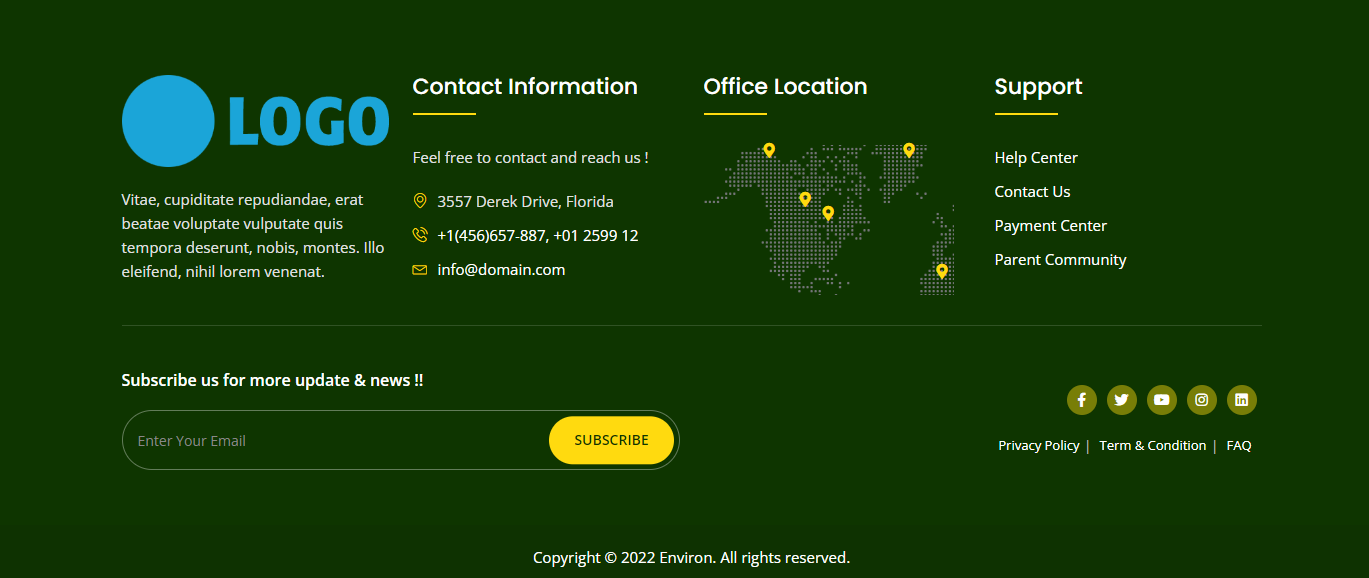 LOGO
Vitae, cupiditate repudiandae, erat
beatae voluptate vulputate quis
tempora deserunt, nobis, montes. Illo
eleifend, nihil lorem venenat.
Contact Information
Feel free to contact and reach us !
3557 Derek Drive, Florida
+1(456)657-887, +01 2599 12
info@domain.com
Office Location
Support
Help Center
Contact Us
Payment Center
Parent Community
Subscribe us for more update & news !!
Enter Your Email
SUBSCRIBE
Privacy Policy | Term & Condition | FAQ
Copyright © 2022 Environ. All rights reserved.